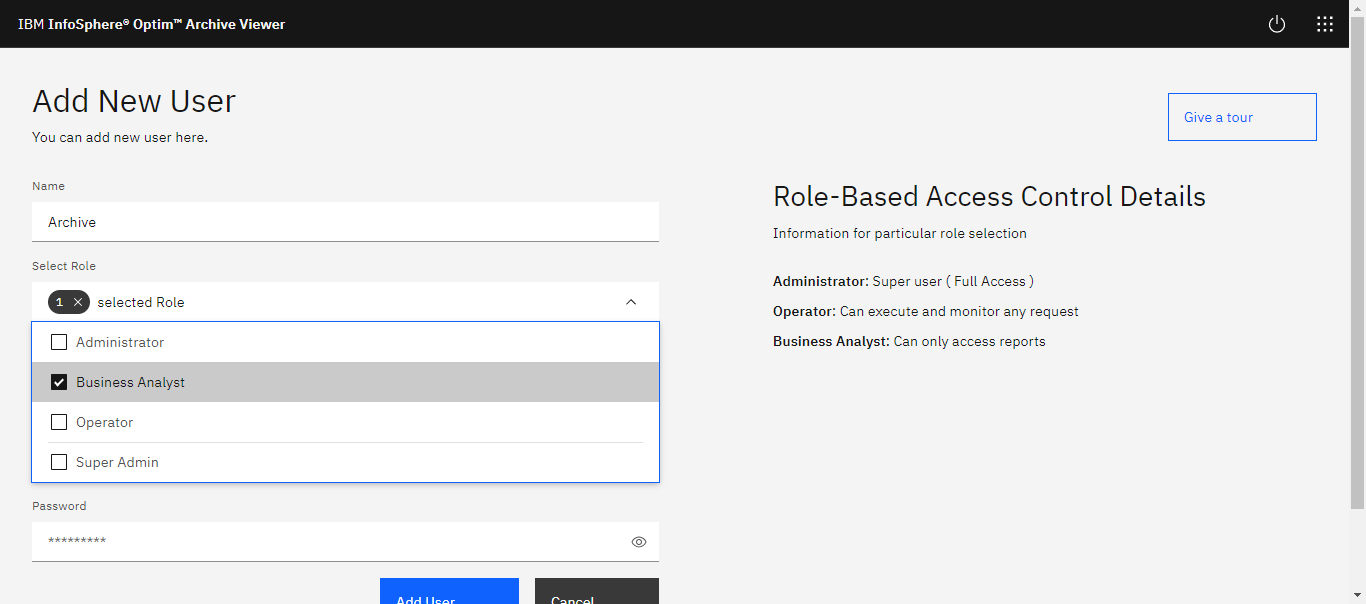 IBM InfoSphere® Optim™ Archive Viewer
Add New User
You can add new user here.
Give a tour
Name
Archive
Select Role
1 × selected Role
Administrator
Business Analyst
Operator
Super Admin
Password
*********
Add User
Cancel
Role-Based Access Control Details
Information for particular role selection
Administrator: Super user ( Full Access )
Operator: Can execute and monitor any request
Business Analyst: Can only access reports